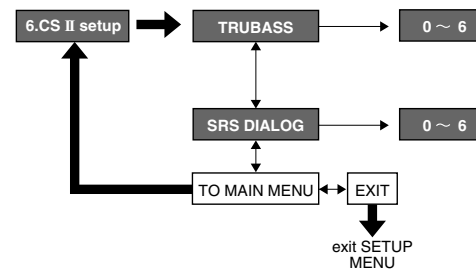 6.CS Ⅱ setup
TRUBASS
0 ～ 6
SRS DIALOG
0 ～ 6
TO MAIN MENU
EXIT
exit SETUP
MENU